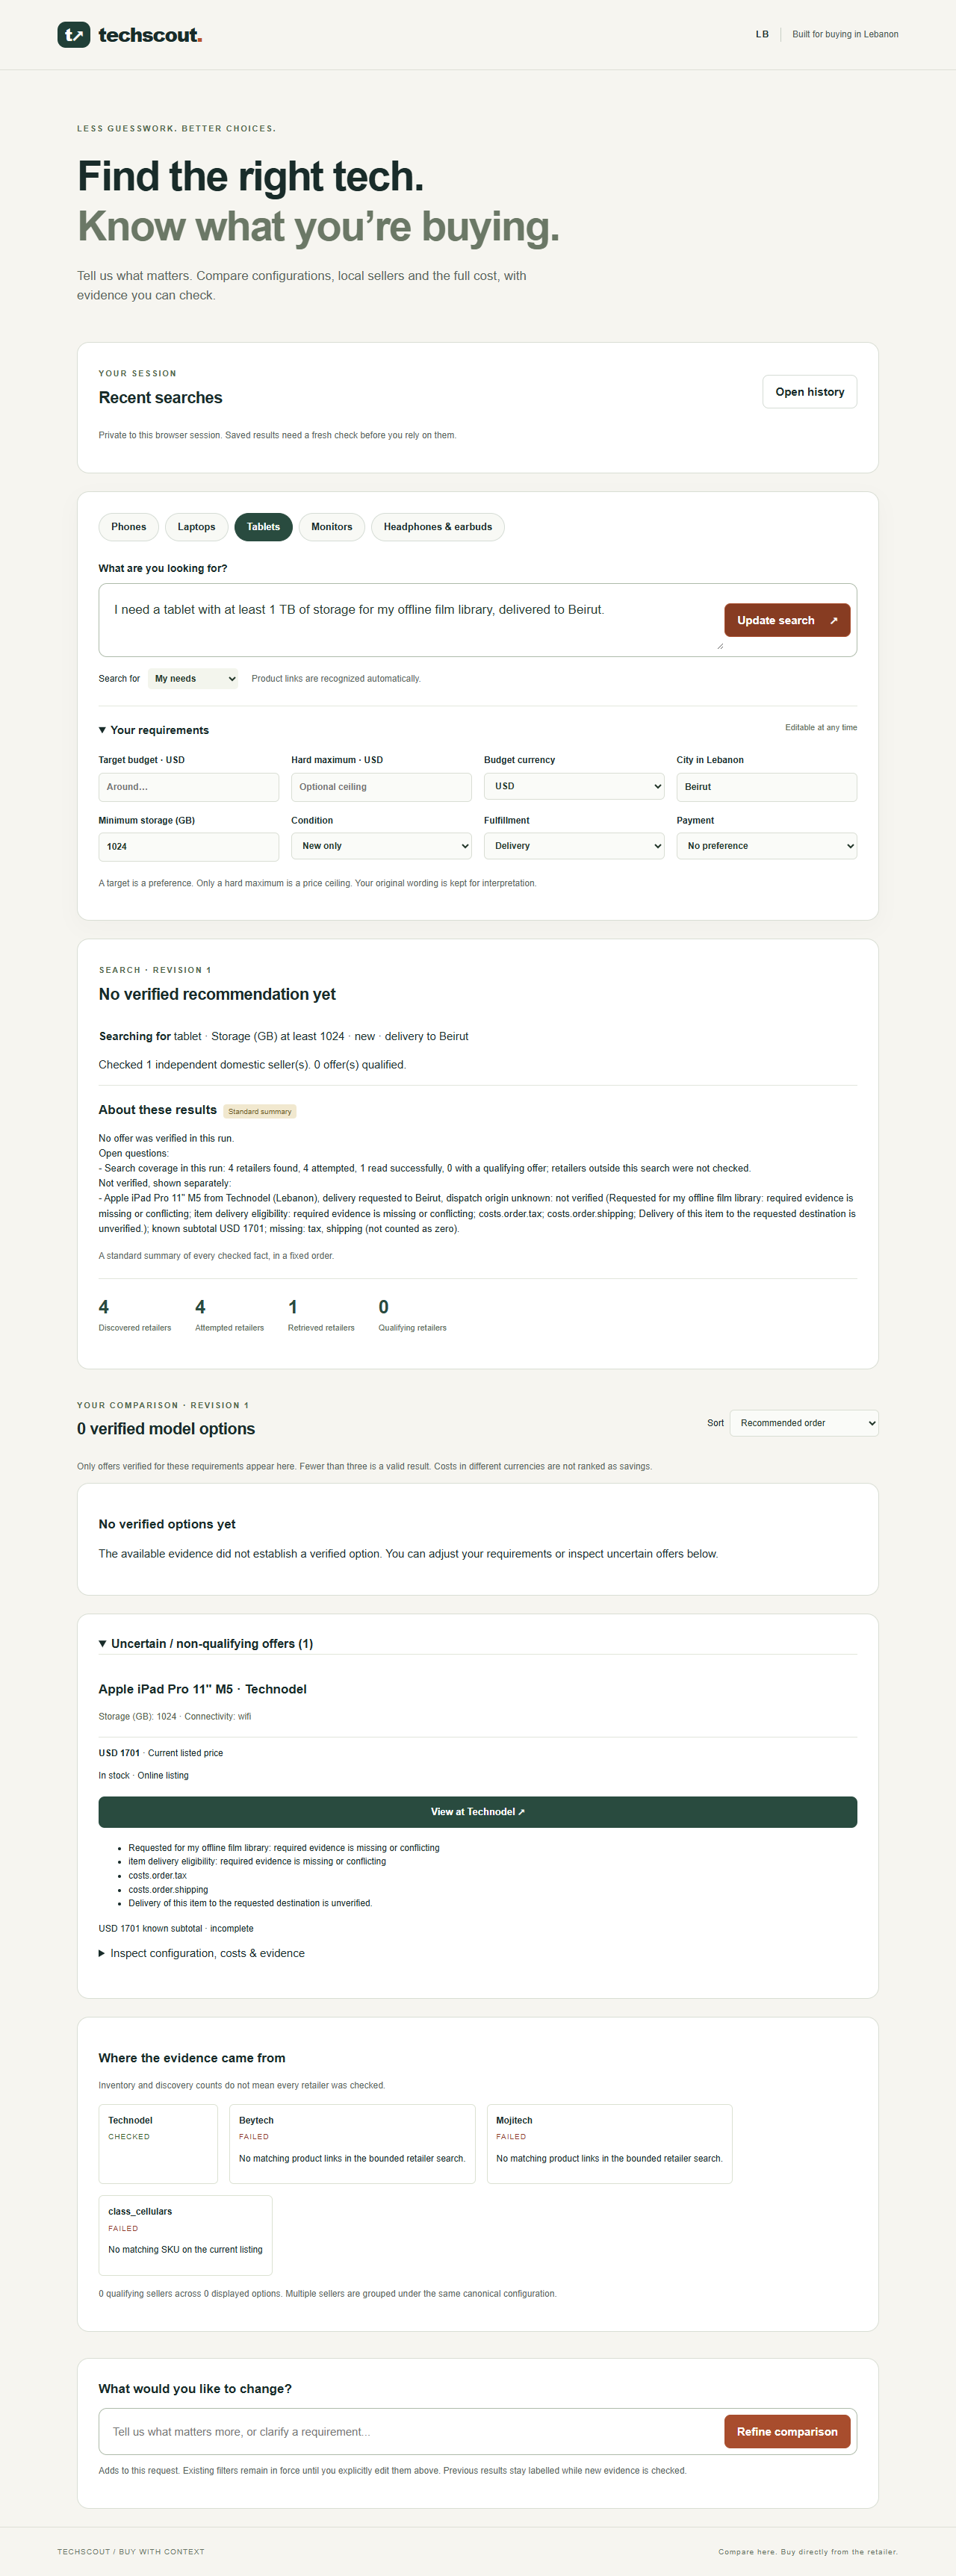 t↗ techscout.
LB Built for buying in Lebanon
LESS GUESSWORK. BETTER CHOICES.
Find the right tech.
Know what you’re buying.
Tell us what matters. Compare configurations, local sellers and the full cost, with
evidence you can check.
YOUR SESSION
Recent searches
Open history
Private to this browser session. Saved results need a fresh check before you rely on them.
Phones Laptops Tablets Monitors Headphones & earbuds
What are you looking for?
I need a tablet with at least 1 TB of storage for my offline film library, delivered to Beirut.
Update search ↗
Search for My needs Product links are recognized automatically.
▼ Your requirements
Editable at any time
Target budget · USD Hard maximum · USD Budget currency City in Lebanon
Around... Optional ceiling USD Beirut
Minimum storage (GB) Condition Fulfillment Payment
1024 New only Delivery No preference
A target is a preference. Only a hard maximum is a price ceiling. Your original wording is kept for interpretation.
SEARCH · REVISION 1
No verified recommendation yet
Searching for tablet · Storage (GB) at least 1024 · new · delivery to Beirut
Checked 1 independent domestic seller(s). 0 offer(s) qualified.
About these results Standard summary
No offer was verified in this run.
Open questions:
- Search coverage in this run: 4 retailers found, 4 attempted, 1 read successfully, 0 with a qualifying offer; retailers outside this search were not checked.
Not verified, shown separately:
- Apple iPad Pro 11" M5 from Technodel (Lebanon), delivery requested to Beirut, dispatch origin unknown: not verified (Requested for my offline film library: required evidence is
missing or conflicting; item delivery eligibility: required evidence is missing or conflicting; costs.order.tax; costs.order.shipping; Delivery of this item to the requested destination is
unverified.); known subtotal USD 1701; missing: tax, shipping (not counted as zero).
A standard summary of every checked fact, in a fixed order.
4 4 1 0
Discovered retailers Attempted retailers Retrieved retailers Qualifying retailers
YOUR COMPARISON · REVISION 1
0 verified model options
Sort Recommended order
Only offers verified for these requirements appear here. Fewer than three is a valid result. Costs in different currencies are not ranked as savings.
No verified options yet
The available evidence did not establish a verified option. You can adjust your requirements or inspect uncertain offers below.
▼ Uncertain / non-qualifying offers (1)
Apple iPad Pro 11" M5 · Technodel
Storage (GB): 1024 · Connectivity: wifi
USD 1701 · Current listed price
In stock · Online listing
View at Technodel ↗
• Requested for my offline film library: required evidence is missing or conflicting
• item delivery eligibility: required evidence is missing or conflicting
• costs.order.tax
• costs.order.shipping
• Delivery of this item to the requested destination is unverified.
USD 1701 known subtotal · incomplete
▶ Inspect configuration, costs & evidence
Where the evidence came from
Inventory and discovery counts do not mean every retailer was checked.
Technodel
CHECKED
Beytech
FAILED
No matching product links in the bounded retailer search.
Mojitech
FAILED
No matching product links in the bounded retailer search.
class_cellulars
FAILED
No matching SKU on the current listing
0 qualifying sellers across 0 displayed options. Multiple sellers are grouped under the same canonical configuration.
What would you like to change?
Tell us what matters more, or clarify a requirement...
Refine comparison
Adds to this request. Existing filters remain in force until you explicitly edit them above. Previous results stay labelled while new evidence is checked.
TECHSCOUT / BUY WITH CONTEXT
Compare here. Buy directly from the retailer.